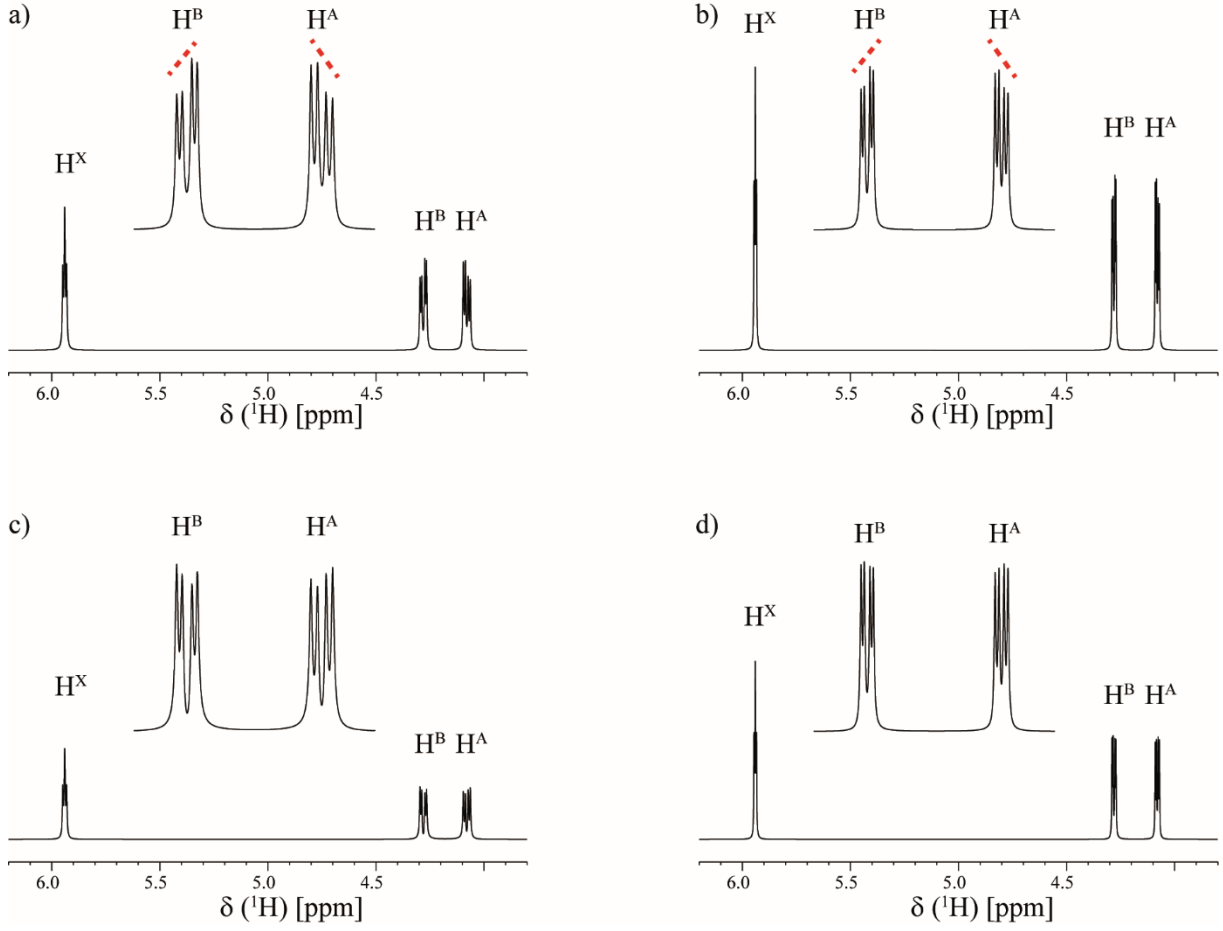 a)
Hᴮ
Hᴬ
Hˣ
Hᴮ
Hᴬ
6.0 5.5 5.0 4.5
δ (¹H) [ppm]
b)
Hˣ
Hᴮ
Hᴬ
Hᴮ
Hᴬ
6.0 5.5 5.0 4.5
δ (¹H) [ppm]
c)
Hᴮ
Hᴬ
Hˣ
Hᴮ
Hᴬ
6.0 5.5 5.0 4.5
δ (¹H) [ppm]
d)
Hᴮ
Hᴬ
Hˣ
Hᴮ
Hᴬ
6.0 5.5 5.0 4.5
δ (¹H) [ppm]